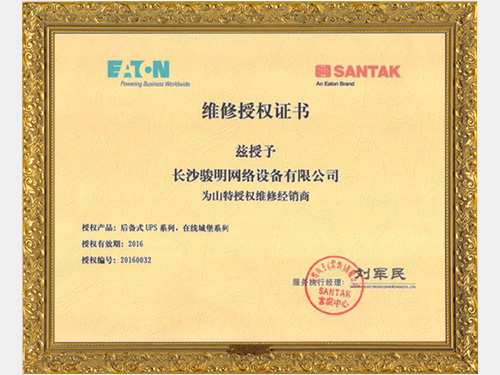 EATON
Powering Business Worldwide
SANTAK
An Eaton Brand
维修授权证书
兹授予
长沙骏明网络设备有限公司
为山特授权维修经销商
授权产品：后备式 UPS 系列，在线城堡系列
授权有效期：2016
授权编号：20160032
服务执行经理：刘军民
SANTAK
客服中心